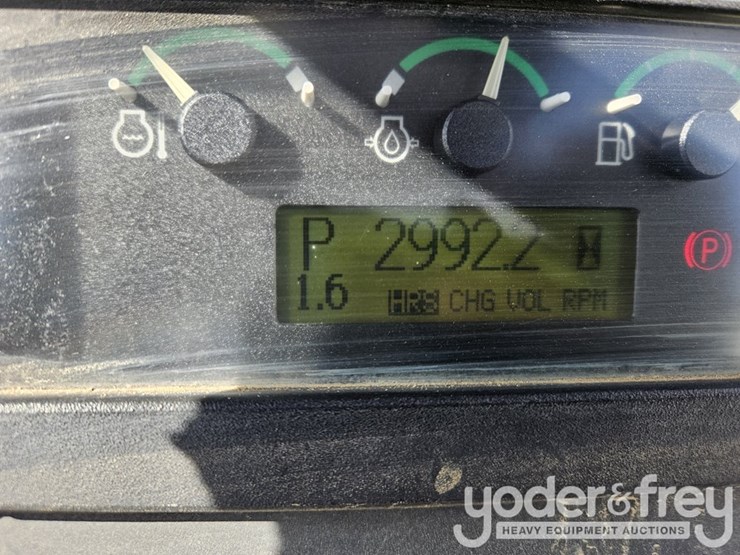 P 2992.2
1.6 HRS CHG VOL RPM
P
yoder&frey
HEAVY EQUIPMENT AUCTIONS